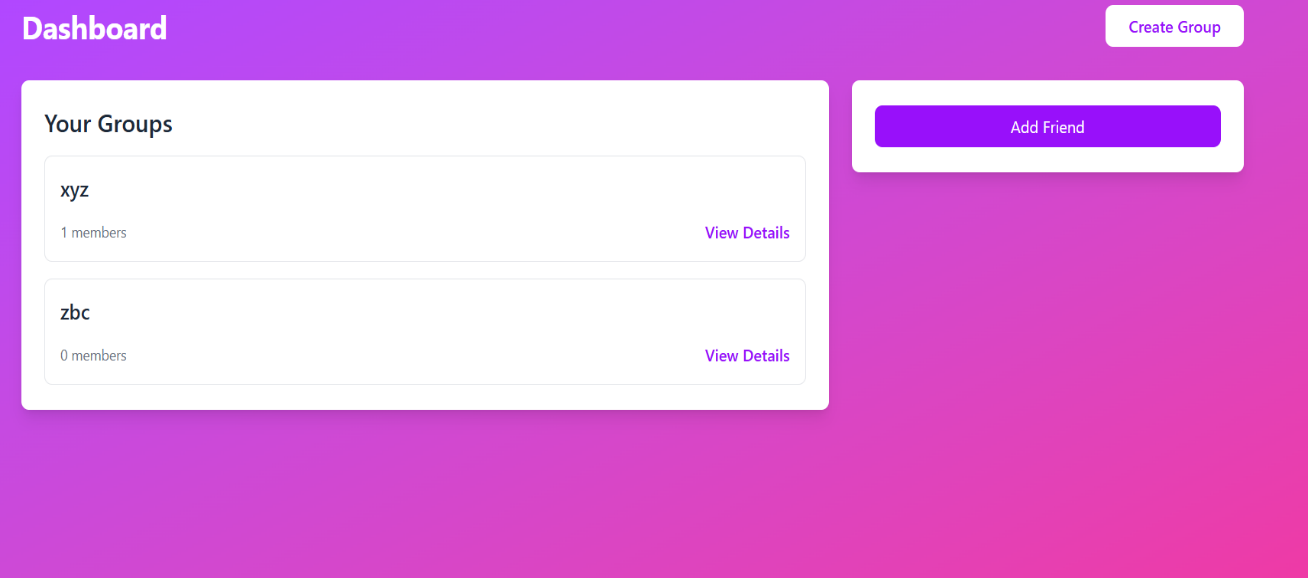 Dashboard
Create Group
Your Groups
xyz
1 members
View Details
zbc
0 members
View Details
Add Friend